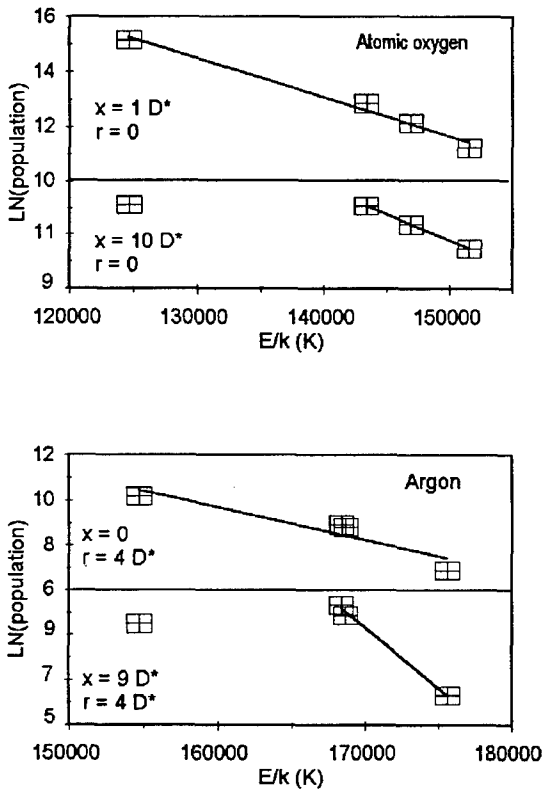 16
Atomic oxygen
15
14
x = 1 D*
r = 0
12
LN(population)
10
11
x = 10 D*
r = 0
9
120000 130000 140000 150000
E/k (K)
12
Argon
10
x = 0
8
r = 4 D*
LN(population)
6
9
7
x = 9 D*
r = 4 D*
5
150000 160000 170000 180000
E/k (K)